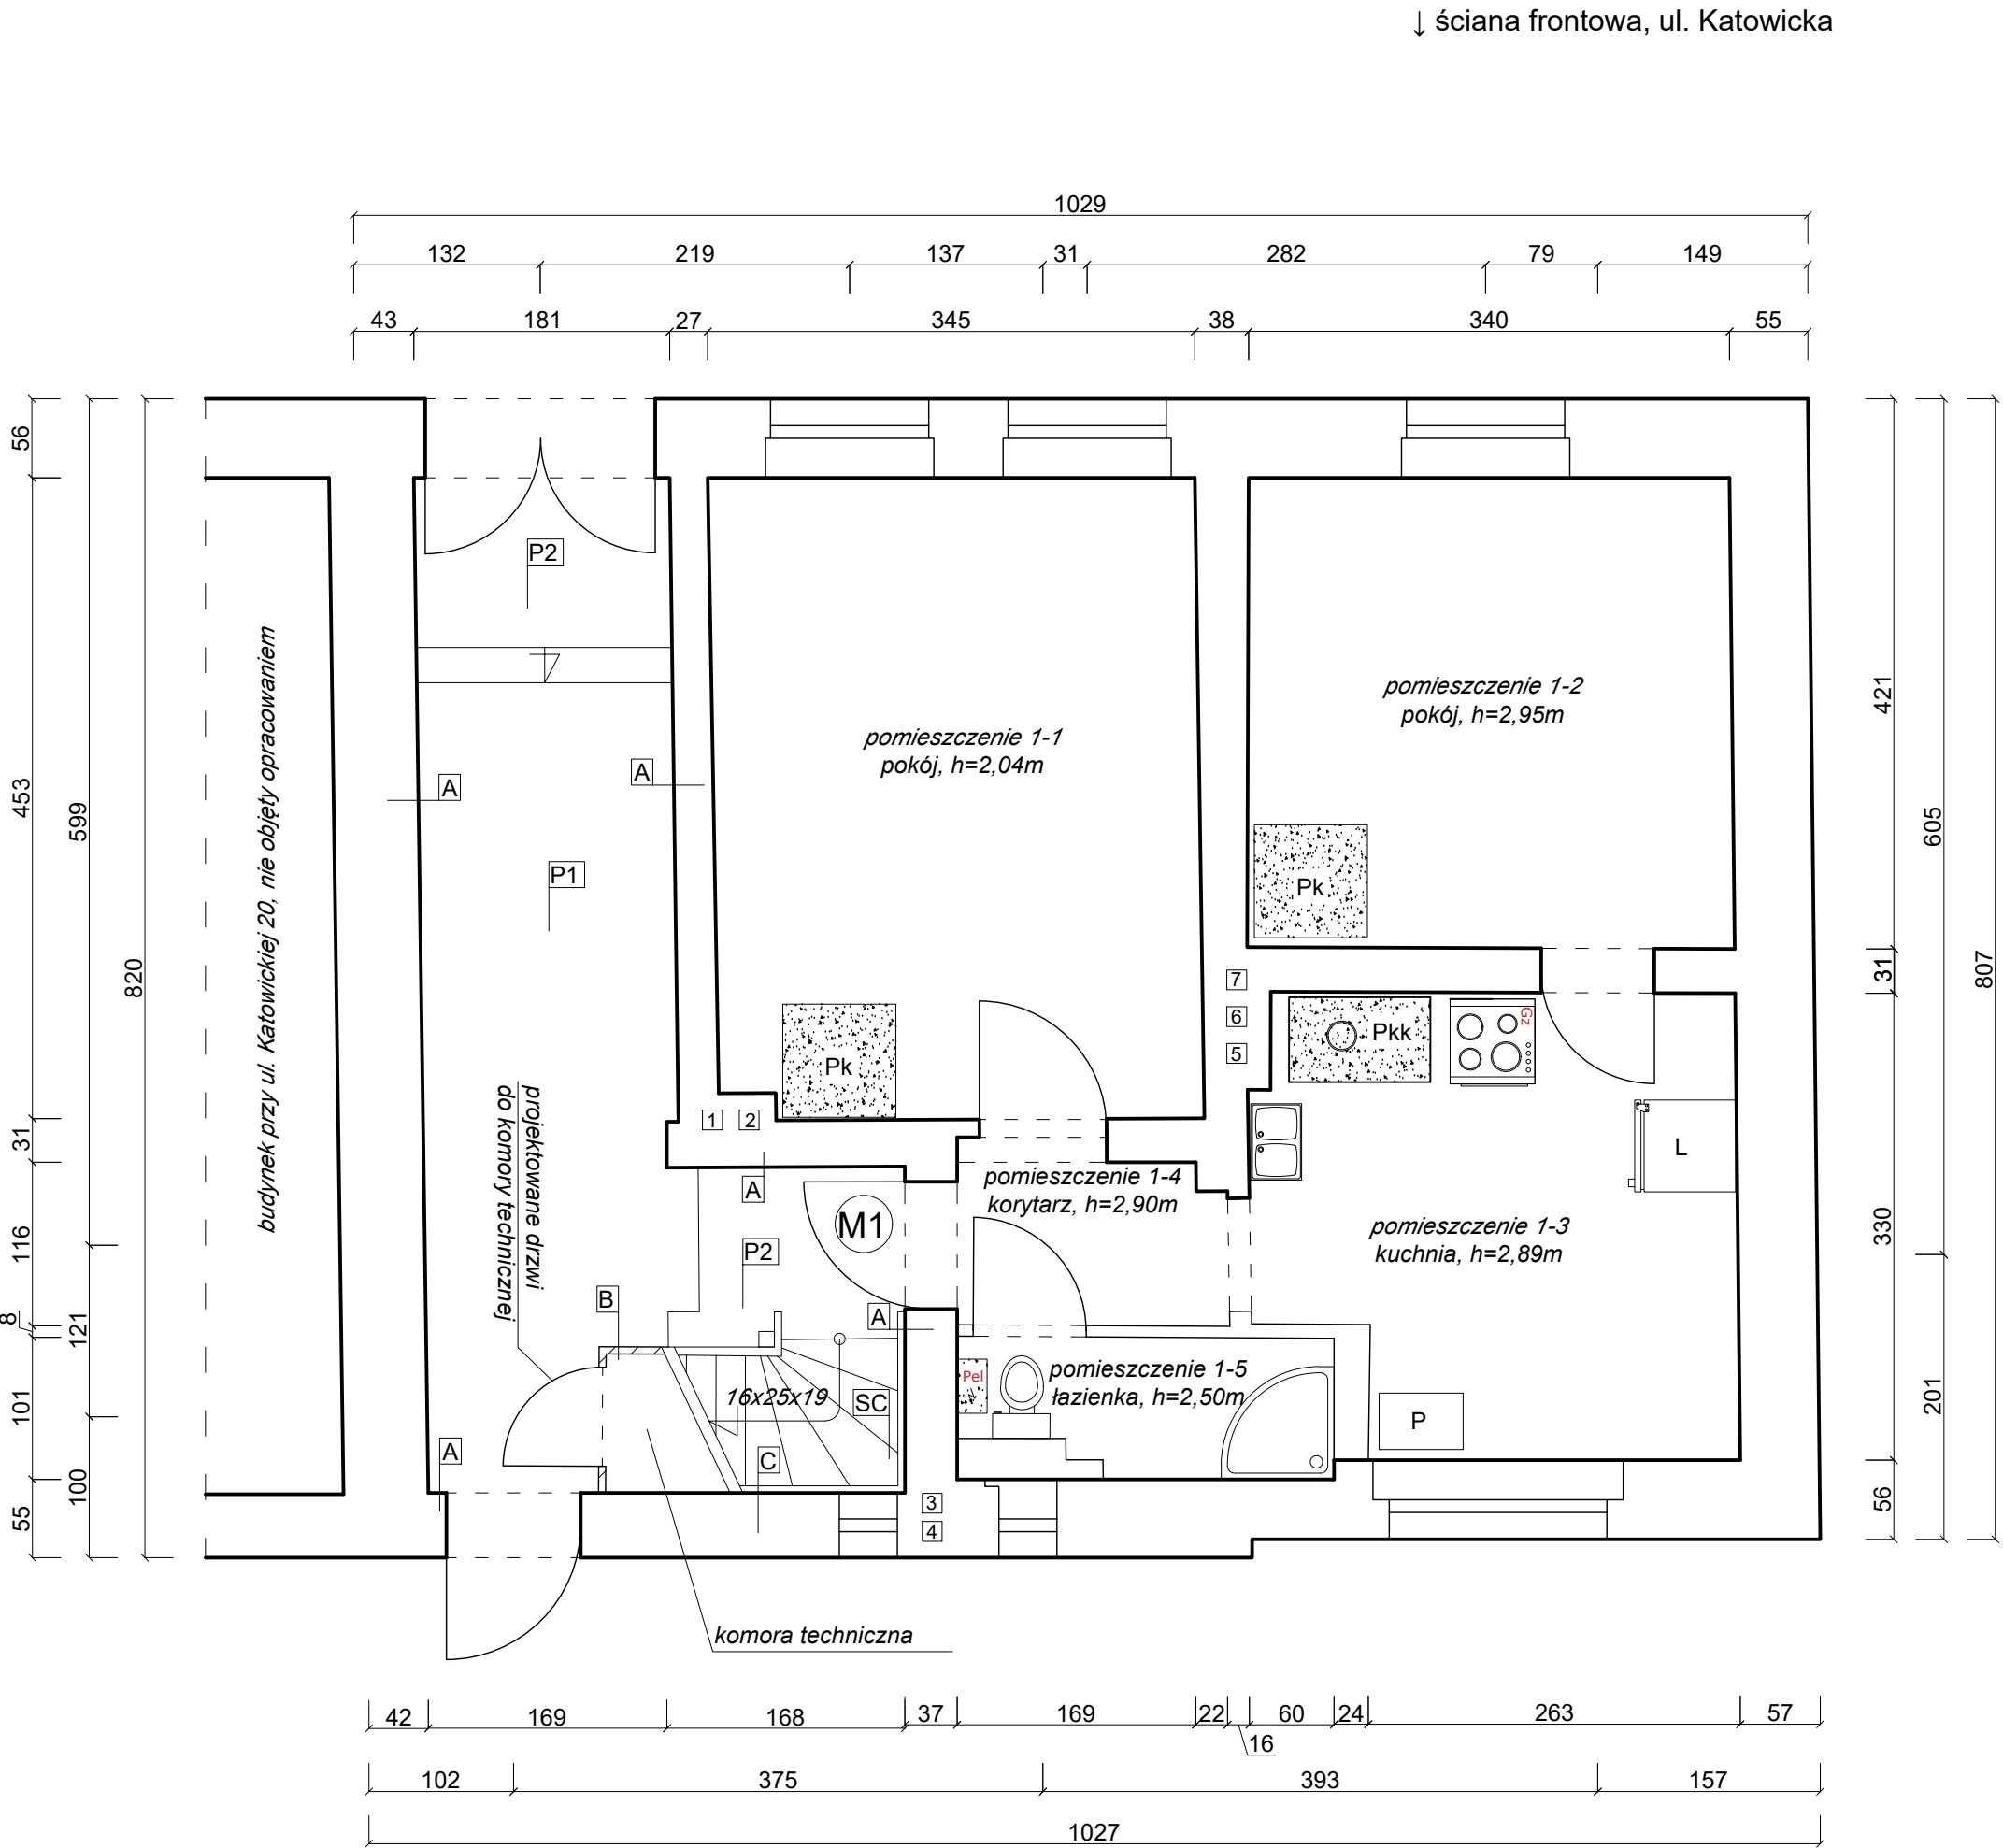 ↓ ściana frontowa, ul. Katowicka
1029
132 219 137 31 282 79 149
43 181 27 345 38 340 55
56
453
31
116
8
101
55
599
121
100
820
budynek przy ul. Katowickiej 20, nie objęty opracowaniem
P2
A
A
P1
projektowane drzwi
do komory technicznej
pomieszczenie 1-1
pokój, h=2,04m
Pk
pomieszczenie 1-2
pokój, h=2,95m
Pk
7
6
5
Pkk
Gz
L
1 2
A
M1
P2
B
A
pomieszczenie 1-4
korytarz, h=2,90m
pomieszczenie 1-3
kuchnia, h=2,89m
pomieszczenie 1-5
łazienka, h=2,50m
Pel
16x25x19
SC
C
A
P
3
4
komora techniczna
421
31
330
56
605
201
807
42 169 168 37 169 22 16 60 24 263 57
102 375 393 157
1027